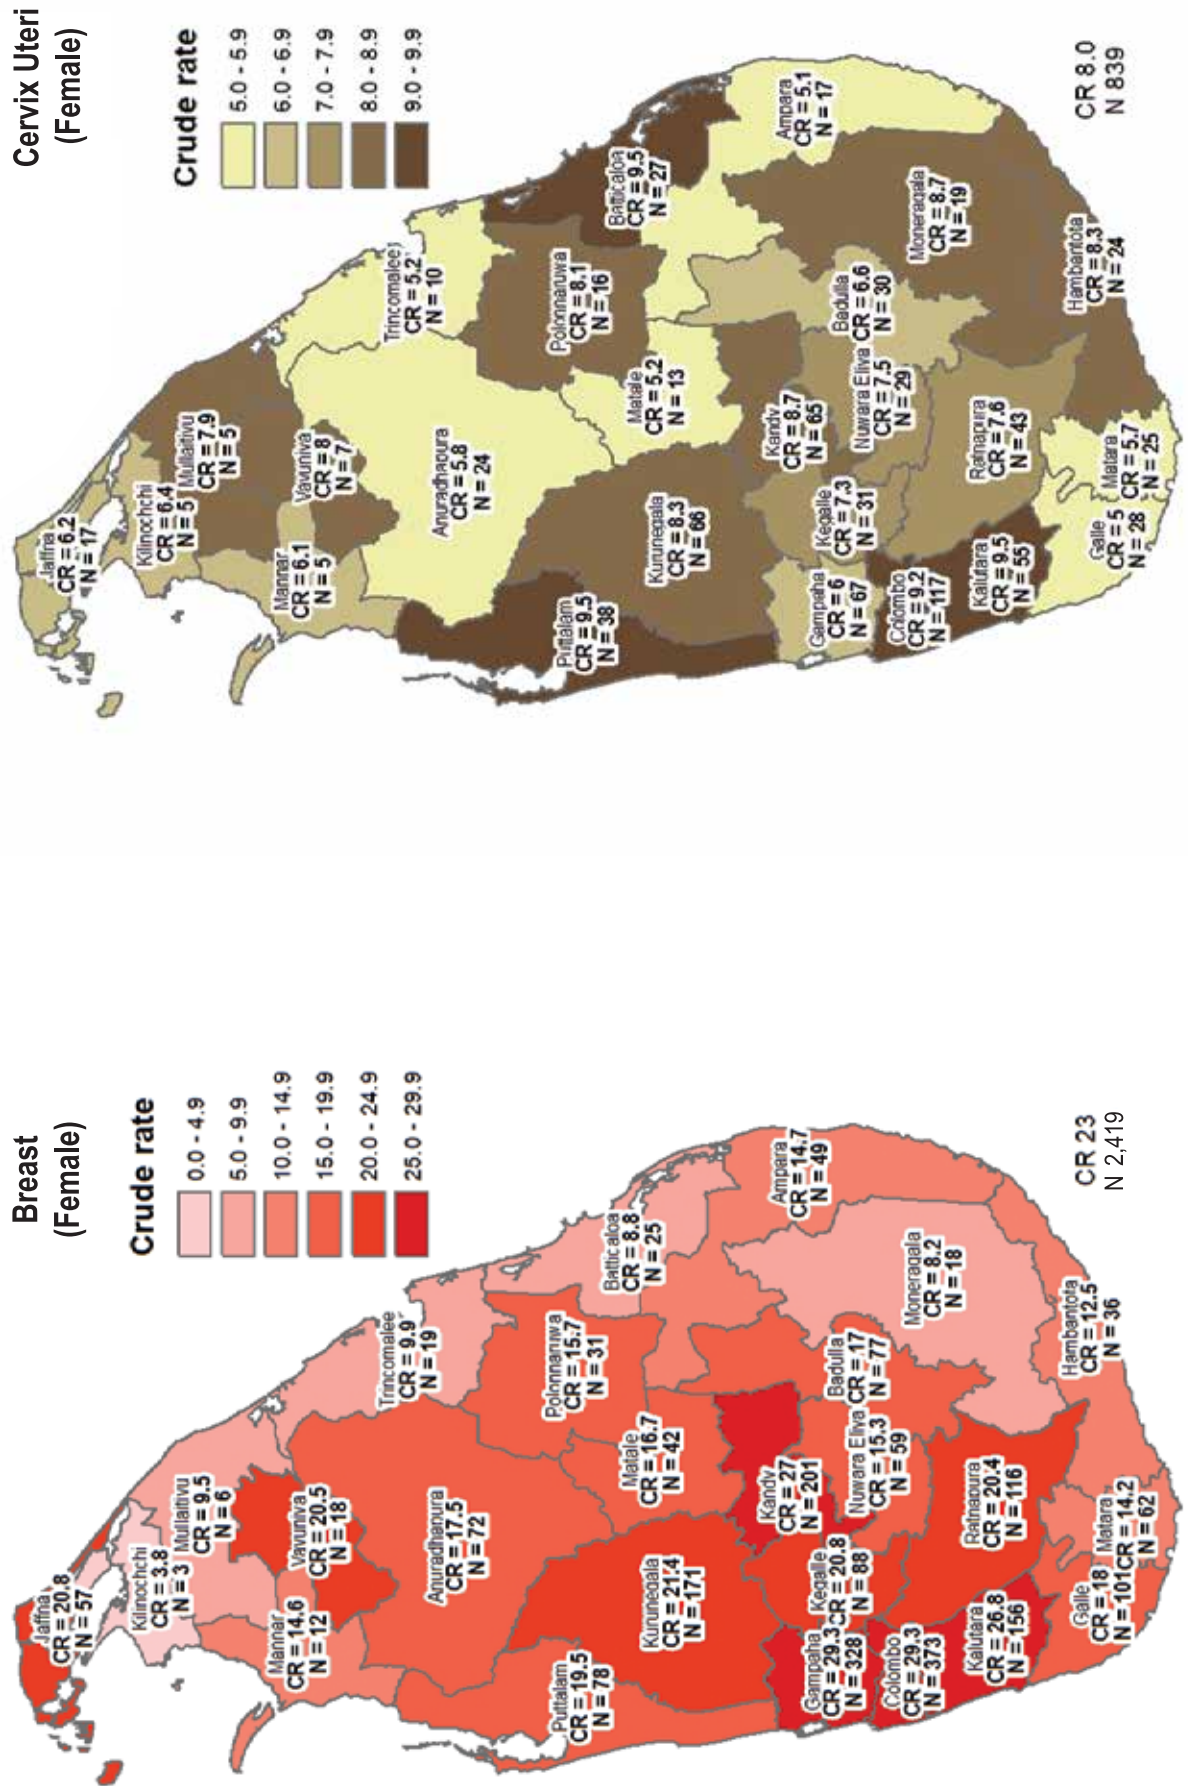 Breast
(Female)
Crude rate
0.0 - 4.9
5.0 - 9.9
10.0 - 14.9
15.0 - 19.9
20.0 - 24.9
25.0 - 29.9
Jaffna
CR = 20.8
N = 57
Kilinochchi
CR = 3.8
N = 3
Mullaitivu
CR = 9.5
N = 6
Mannar
CR = 14.6
N = 12
Vavuniya
CR = 20.5
N = 18
Anuradhapura
CR = 17.5
N = 72
Trincomalee
CR = 9.9
N = 19
Puttalam
CR = 19.5
N = 78
Kurunegala
CR = 21.4
N = 171
Matale
CR = 16.7
N = 42
Polonnaruwa
CR = 15.7
N = 31
Batticaloa
CR = 8.8
N = 25
Gampaha
CR = 29.3
N = 328
Kegalle
CR = 20.8
N = 88
Kandy
CR = 27
N = 201
Nuwara Eliya
CR = 15.3
N = 59
Badulla
CR = 17
N = 77
Ampara
CR = 14.7
N = 49
Colombo
CR = 29.3
N = 373
Kalutara
CR = 26.8
N = 156
Ratnapura
CR = 20.4
N = 116
Moneragala
CR = 8.2
N = 18
Galle
CR = 18
N = 101
Matara
CR = 14.2
N = 62
Hambantota
CR = 12.5
N = 36
CR 23
N 2,419
Cervix Uteri
(Female)
Crude rate
5.0 - 5.9
6.0 - 6.9
7.0 - 7.9
8.0 - 8.9
9.0 - 9.9
Jaffna
CR = 6.2
N = 17
Kilinochchi
CR = 6.4
N = 5
Mullaitivu
CR = 7.9
N = 5
Mannar
CR = 6.1
N = 5
Vavuniya
CR = 8
N = 7
Anuradhapura
CR = 5.8
N = 24
Trincomalee
CR = 5.2
N = 10
Puttalam
CR = 9.5
N = 38
Kurunegala
CR = 8.3
N = 66
Matale
CR = 5.2
N = 13
Polonnaruwa
CR = 8.1
N = 16
Batticaloa
CR = 9.5
N = 27
Gampaha
CR = 6
N = 67
Kegalle
CR = 7.3
N = 31
Kandy
CR = 8.7
N = 65
Nuwara Eliya
CR = 7.5
N = 29
Badulla
CR = 6.6
N = 30
Ampara
CR = 5.1
N = 17
Colombo
CR = 9.2
N = 117
Kalutara
CR = 9.5
N = 55
Ratnapura
CR = 7.6
N = 43
Moneragala
CR = 8.7
N = 19
Galle
CR = 5
N = 28
Matara
CR = 5.7
N = 25
Hambantota
CR = 8.3
N = 24
CR 8.0
N 839